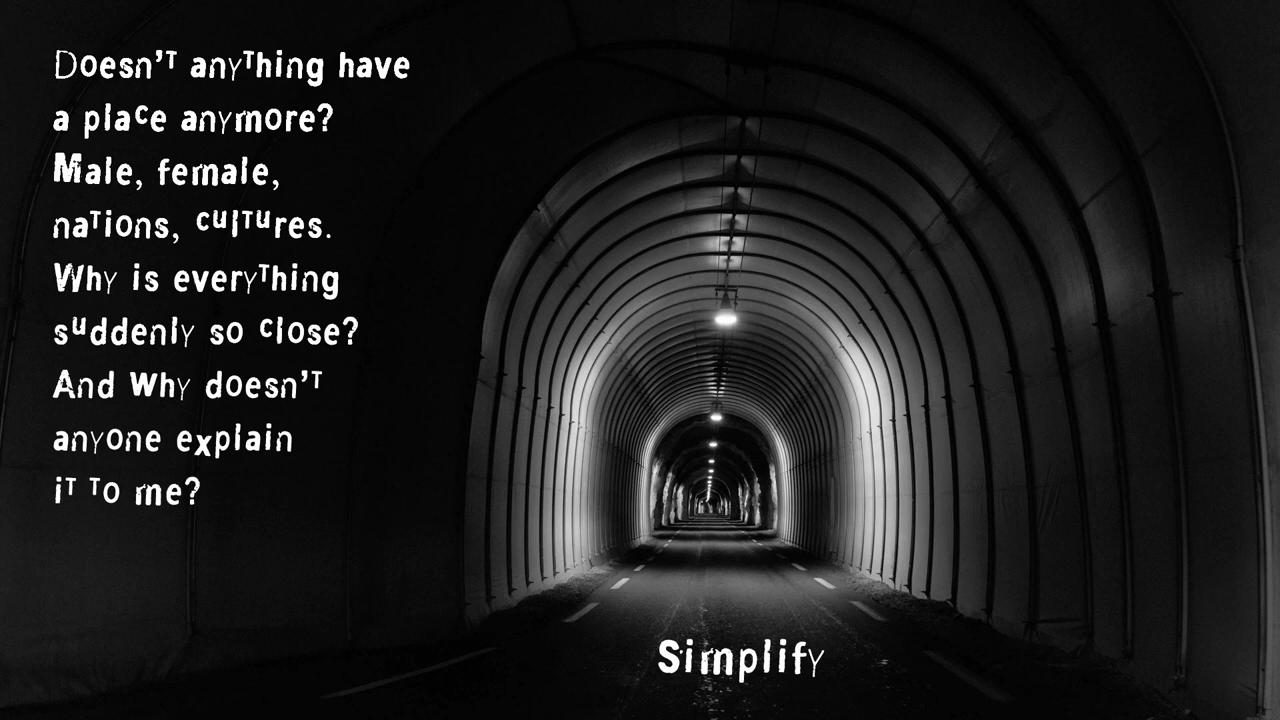 Doesn't anything have
a place anymore?
Male, female,
nations, cultures.
Why is everything
suddenly so close?
And why doesn't
anyone explain
it to me?
Simplify